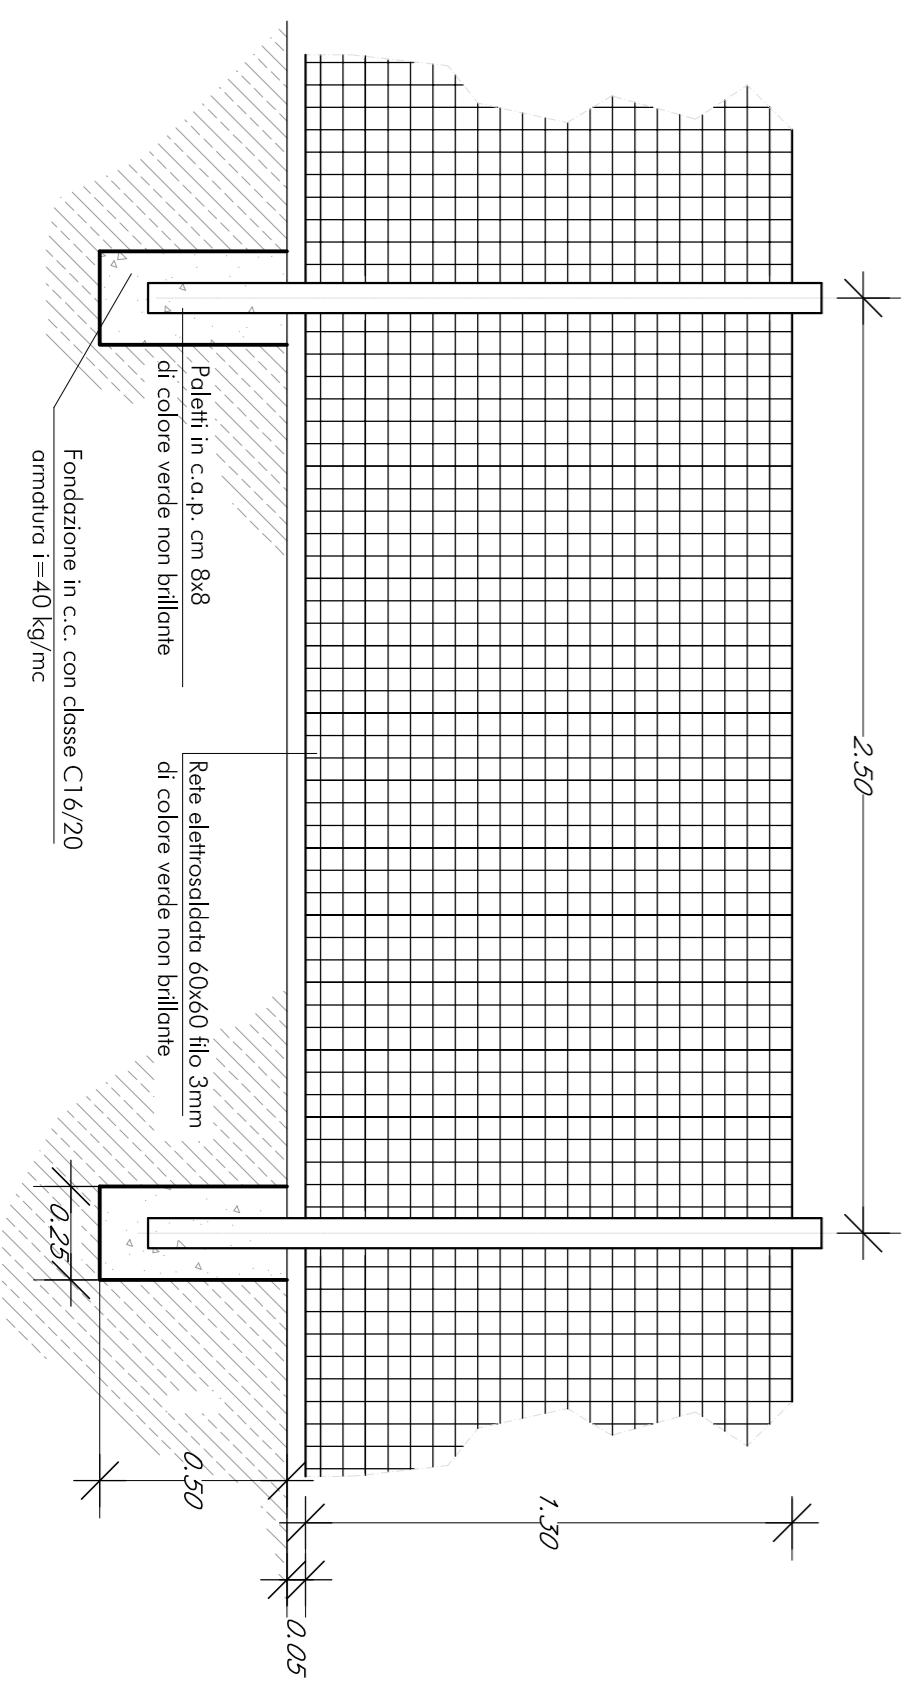 2.50
Paletti in c.a.p. cm 8x8
di colore verde non brillante
Rete elettrosaldata 60x60 filo 3mm
di colore verde non brillante
Fondazione in c.c. con classe C16/20
armatura i=40 kg/mc
0.25
0.50
1.30
0.05